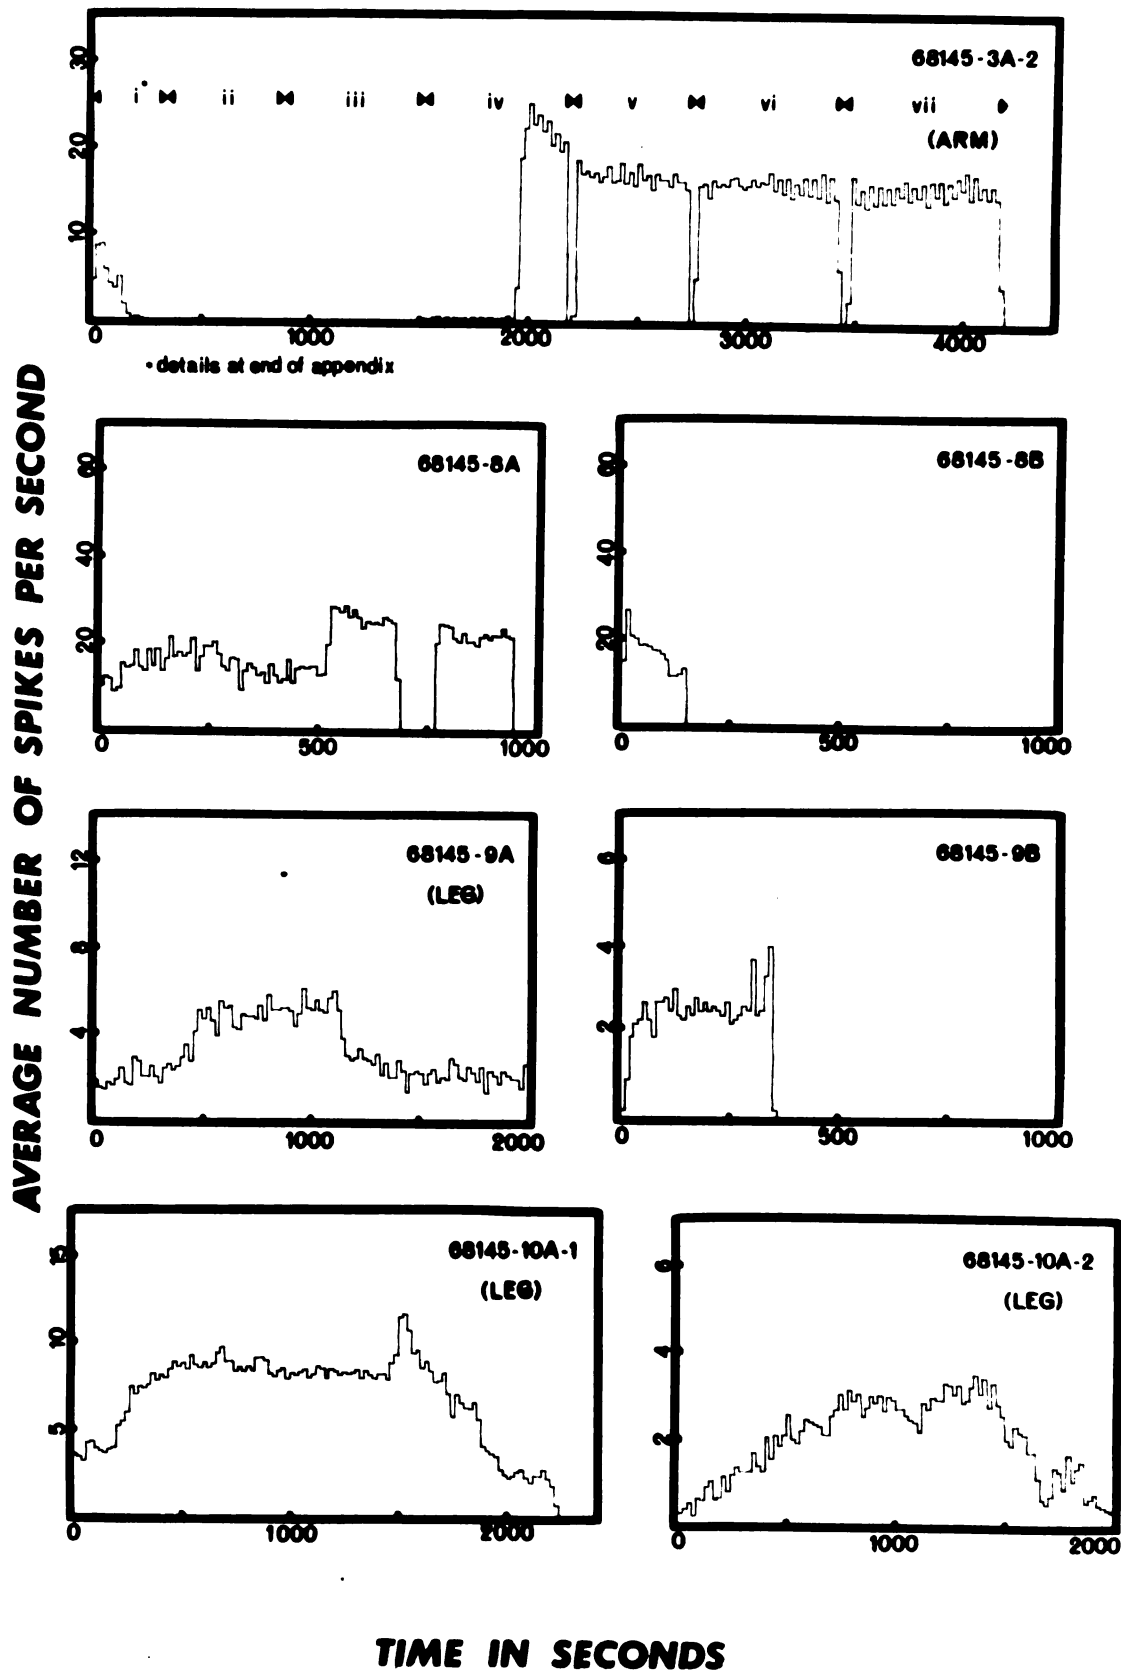 AVERAGE NUMBER OF SPIKES PER SECOND
68145-3A-2
30
i* ii iii iv v vi vii
(ARM)
20
10
0 1000 2000 3000 4000
• details at end of appendix
68145-8A
60
40
20
0 500 1000
68145-8B
60
40
20
0 500 1000
68145-9A
12
(LEG)
8
4
0 1000 2000
68145-9B
6
4
2
0 500 1000
68145-10A-1
15
(LEG)
10
5
0 1000 2000
68145-10A-2
6
(LEG)
4
2
0 1000 2000
TIME IN SECONDS